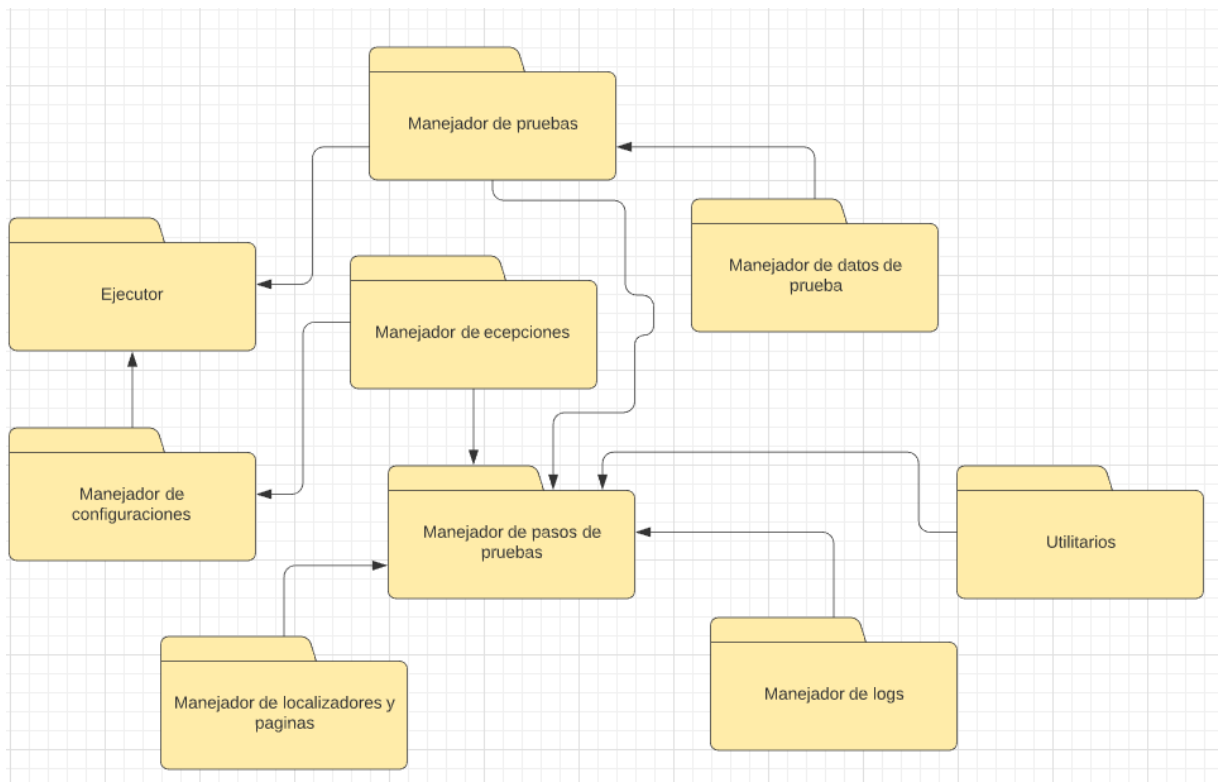 Manejador de pruebas
Manejador de datos de
prueba
Ejecutor
Manejador de ecepciones
Manejador de
configuraciones
Manejador de pasos de
pruebas
Utilitarios
Manejador de localizadores y
paginas
Manejador de logs